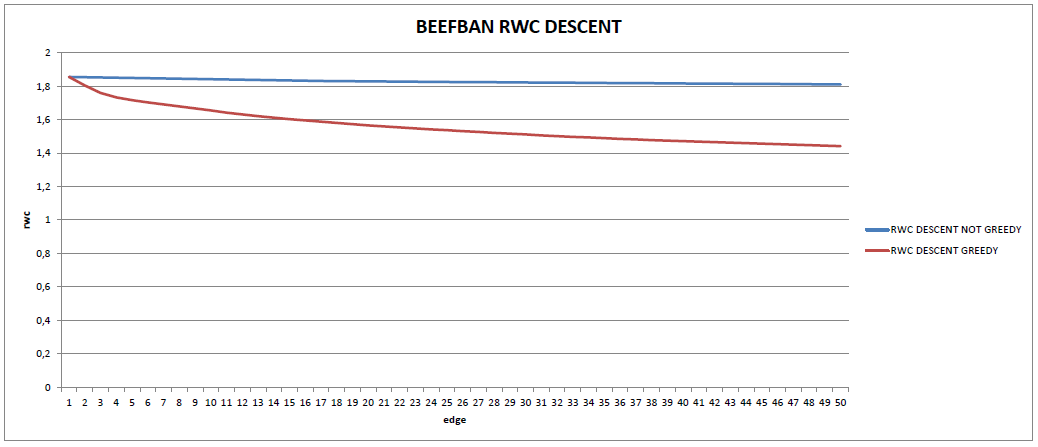 BEEFBAN RWC DESCENT
2
1,8
1,6
1,4
1,2
1
0,8
0,6
0,4
0,2
0
rwc
1 2 3 4 5 6 7 8 9 10 11 12 13 14 15 16 17 18 19 20 21 22 23 24 25 26 27 28 29 30 31 32 33 34 35 36 37 38 39 40 41 42 43 44 45 46 47 48 49 50
edge
RWC DESCENT NOT GREEDY
RWC DESCENT GREEDY